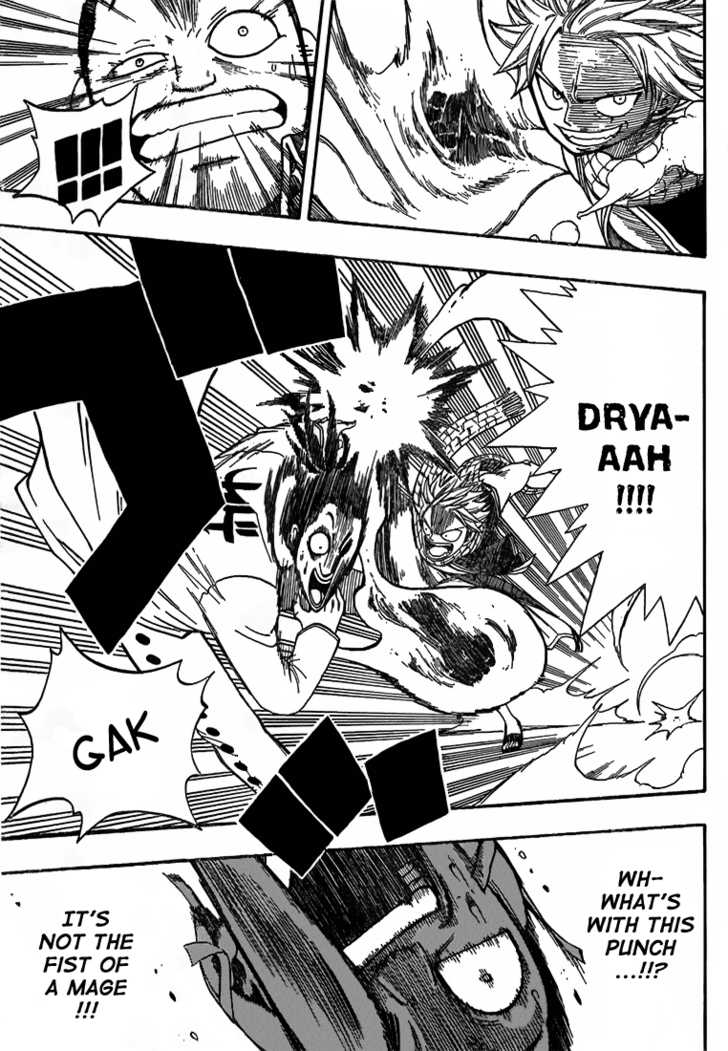 !!!
DRYA-
AAH
!!!!
GAK
WH-
WHAT'S
WITH THIS
PUNCH
...!!?
IT'S
NOT THE
FIST OF
A MAGE
!!!